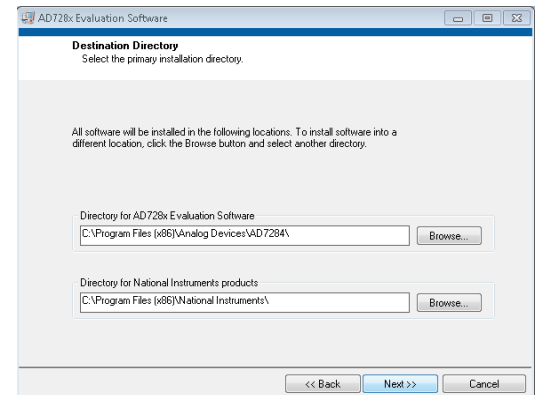 AD728x Evaluation Software
Destination Directory
Select the primary installation directory.
All software will be installed in the following locations. To install software into a
different location, click the Browse button and select another directory.
Directory for AD728x Evaluation Software
C:\Program Files (x86)\Analog Devices\AD7284\
Browse...
Directory for National Instruments products
C:\Program Files (x86)\National Instruments\
Browse...
<< Back Next >> Cancel